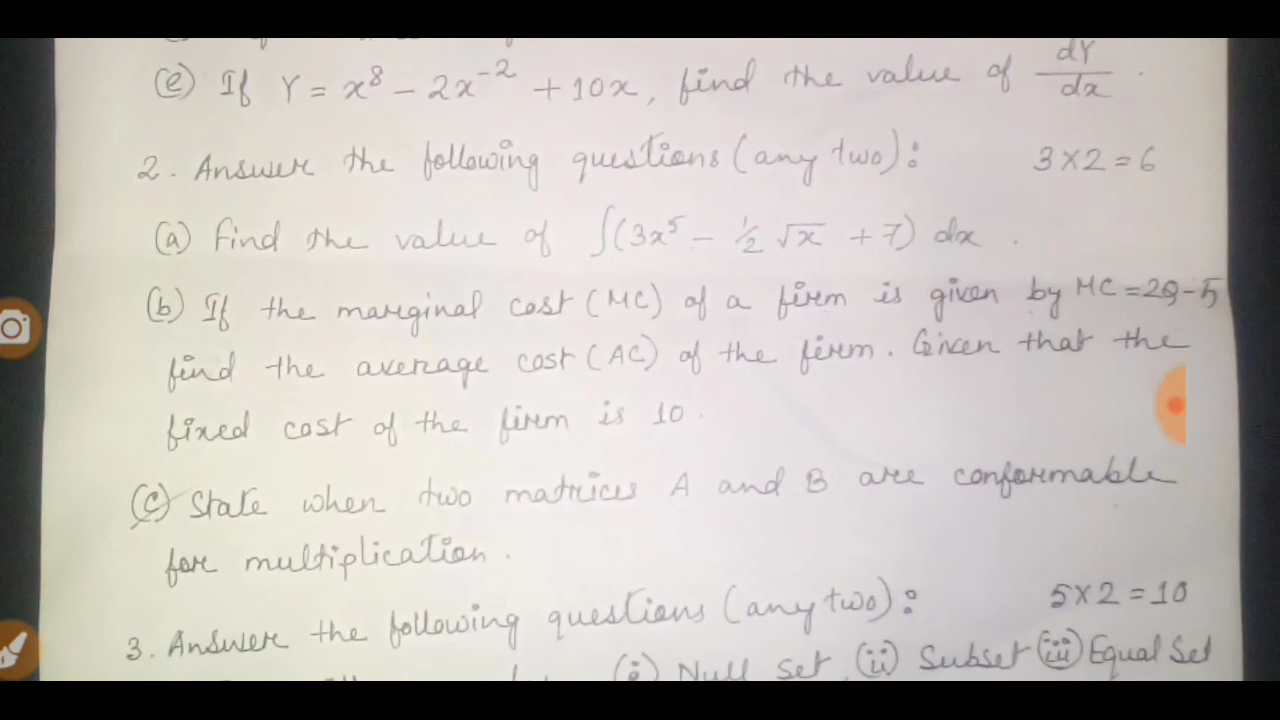 (e) If Y = x⁸ − 2x⁻² + 10x, find the value of dY/dx.
2. Answer the following questions (any two): 3×2=6
(a) Find the value of ∫(3x⁵ − ½ √x + 7) dx.
(b) If the marginal cost (MC) of a firm is given by MC = 2Q−5
find the average cost (AC) of the firm. Given that the
fixed cost of the firm is 10.
(c) State when two matrices A and B are conformable
for multiplication.
3. Answer the following questions (any two): 5×2=10
(i) Null set, (ii) Subset (iii) Equal Set